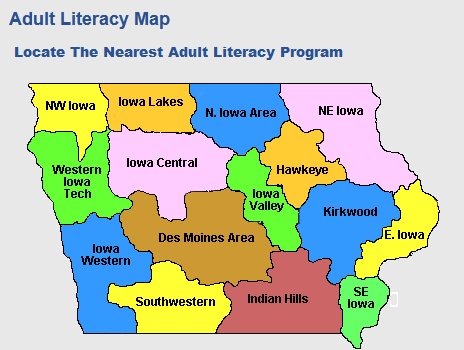 Adult Literacy Map
Locate The Nearest Adult Literacy Program
NW Iowa
Iowa Lakes
N. Iowa Area
NE Iowa
Western
Iowa
Tech
Iowa Central
Hawkeye
Iowa
Valley
Kirkwood
E. Iowa
Iowa
Western
Des Moines Area
Southwestern
Indian Hills
SE
Iowa